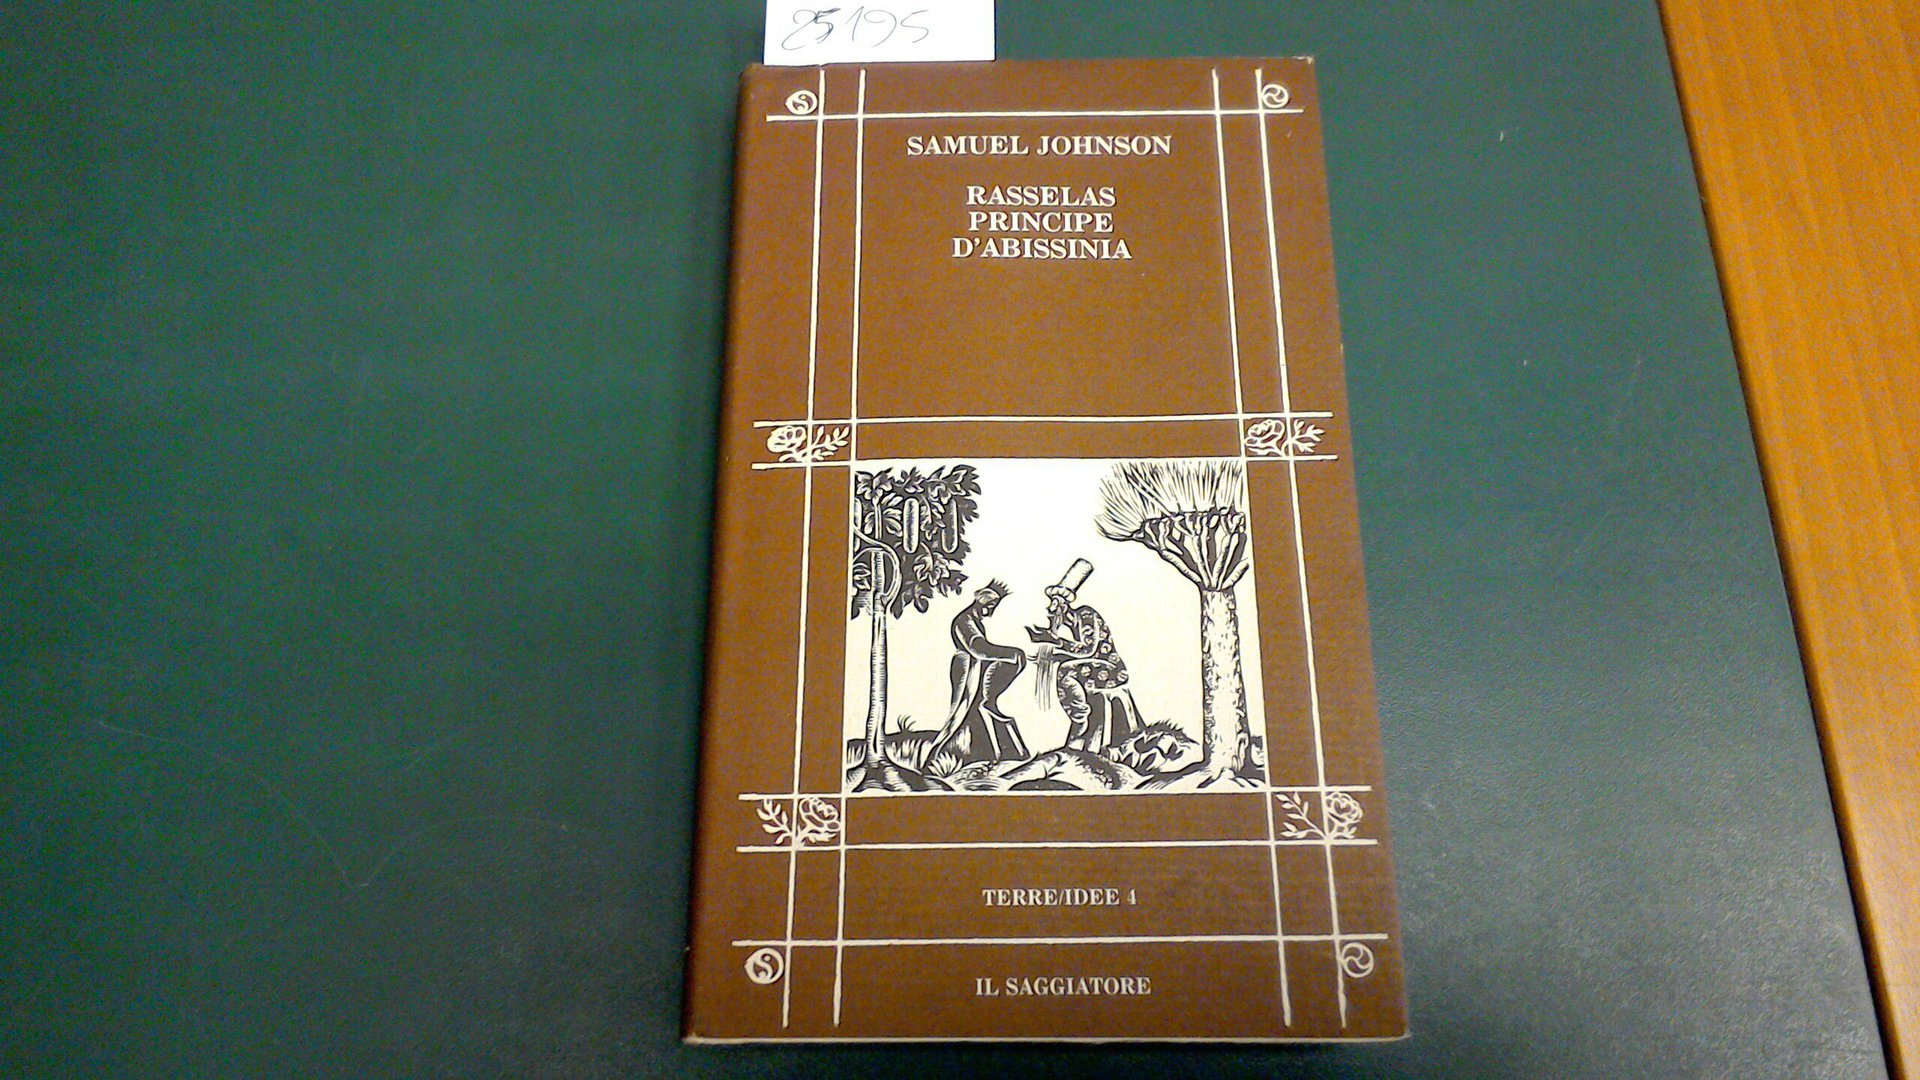 25195
SAMUEL JOHNSON
RASSELAS
PRINCIPE
D'ABISSINIA
TERRE/IDEE 4
IL SAGGIATORE